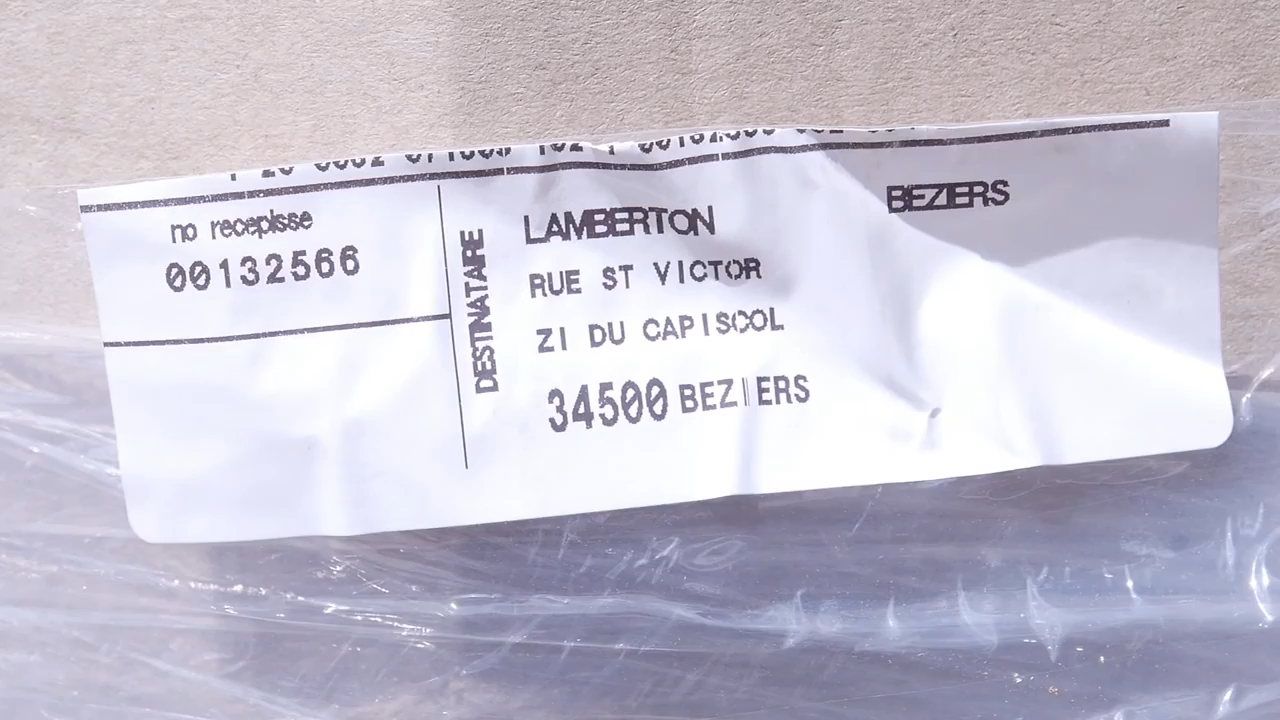 no recepisse
00132566
DESTINATAIRE
LAMBERTON
RUE ST VICTOR
ZI DU CAPISCOL
34500 BEZIERS
BEZIERS